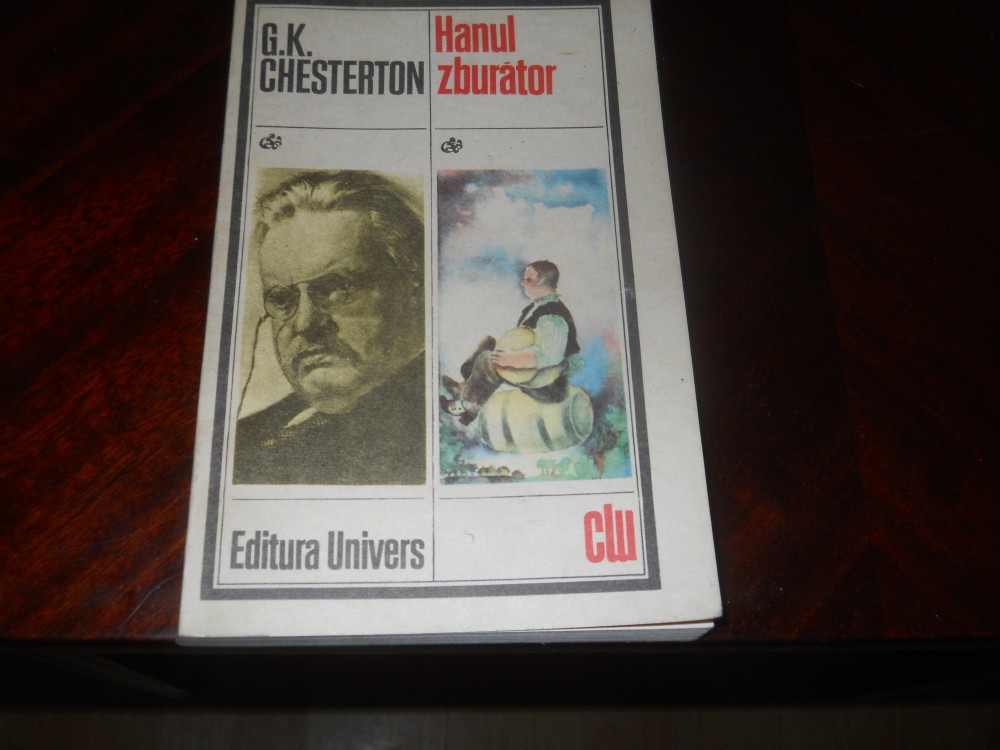 G.K.
CHESTERTON
Hanul
zburător
Editura Univers
clu